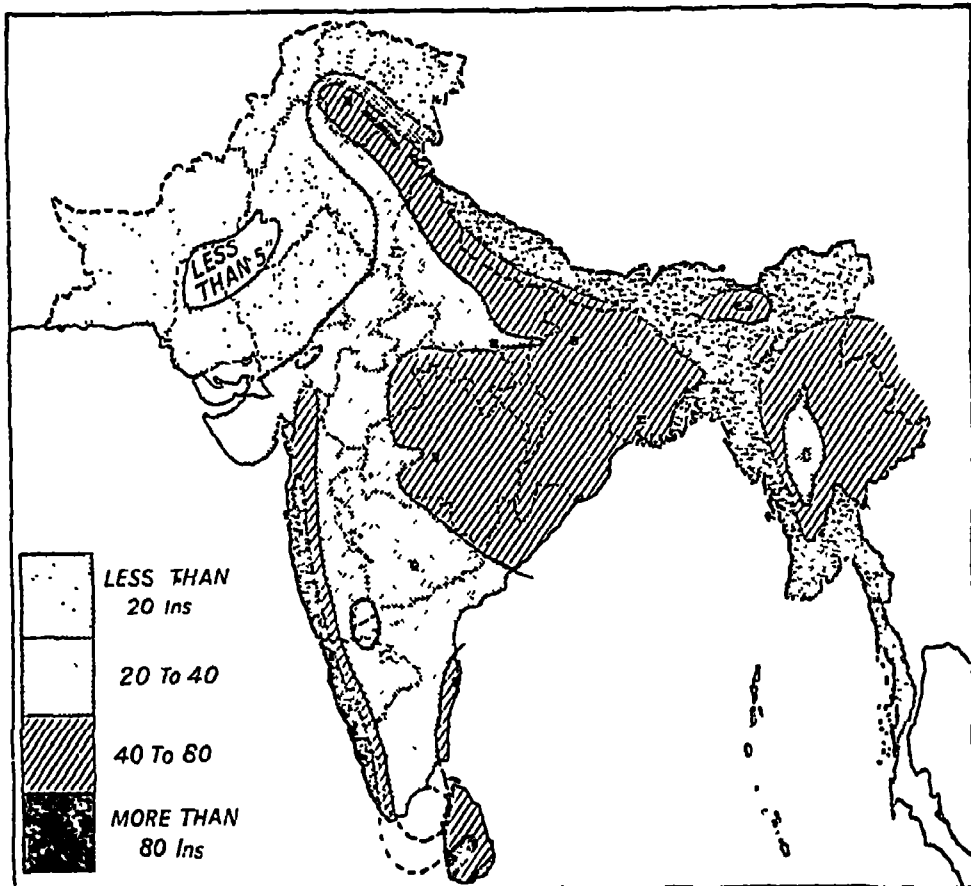 LESS
THAN 5"
LESS THAN
20 Ins
20 To 40
40 To 80
MORE THAN
80 Ins